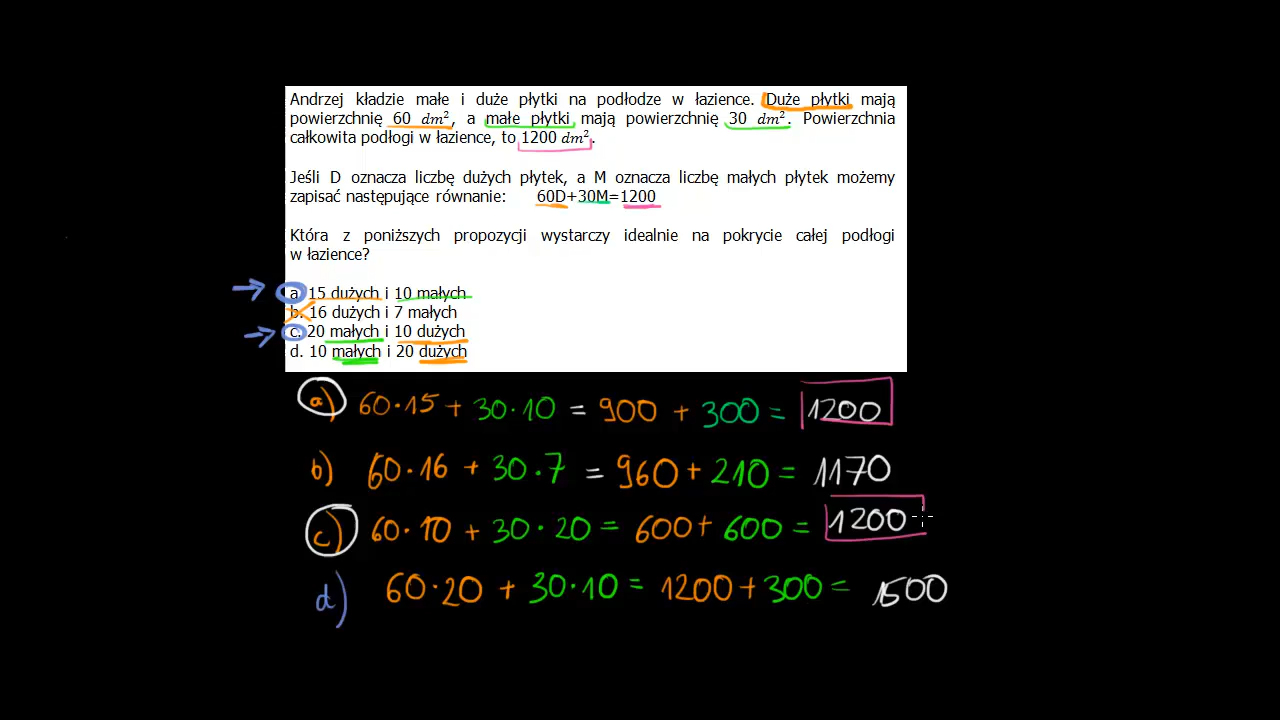 Andrzej kładzie małe i duże płytki na podłodze w łazience. Duże płytki mają
powierzchnię 60 dm², a małe płytki mają powierzchnię 30 dm². Powierzchnia
całkowita podłogi w łazience, to 1200 dm².
Jeśli D oznacza liczbę dużych płytek, a M oznacza liczbę małych płytek możemy
zapisać następujące równanie: 60D+30M=1200
Która z poniższych propozycji wystarczy idealnie na pokrycie całej podłogi
w łazience?
a. 15 dużych i 10 małych
b. 16 dużych i 7 małych
c. 20 małych i 10 dużych
d. 10 małych i 20 dużych
a) 60·15 + 30·10 = 900 + 300 = 1200
b) 60·16 + 30·7 = 960 + 210 = 1170
c) 60·10 + 30·20 = 600 + 600 = 1200
d) 60·20 + 30·10 = 1200 + 300 = 1500